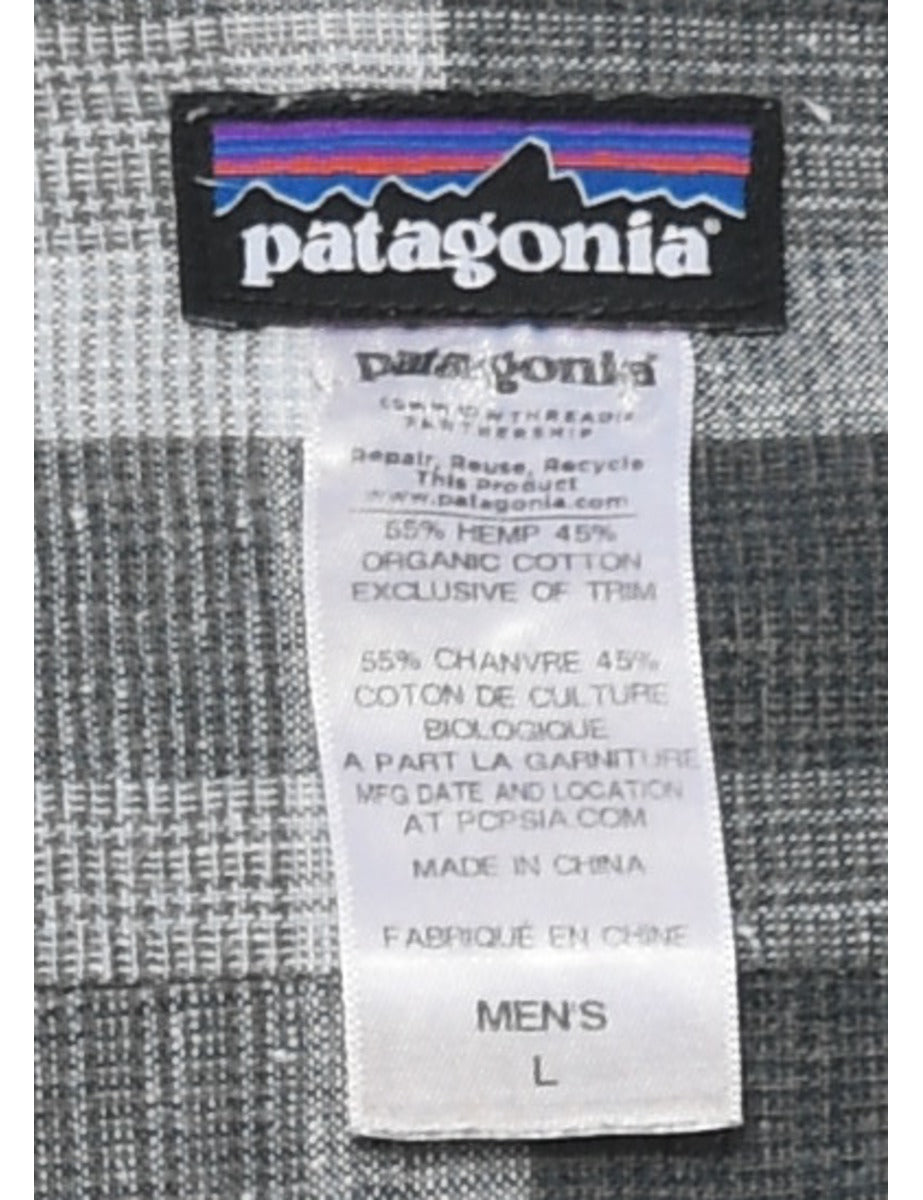 patagonia®
patagonia®
COMMON THREADS
PARTNERSHIP
Repair, Reuse, Recycle
This Product
www.patagonia.com
55% HEMP 45%
ORGANIC COTTON
EXCLUSIVE OF TRIM
55% CHANVRE 45%
COTON DE CULTURE
BIOLOGIQUE
A PART LA GARNITURE
MFG DATE AND LOCATION
AT PCPSIA.COM
MADE IN CHINA
FABRIQUÉ EN CHINE
MEN'S
L